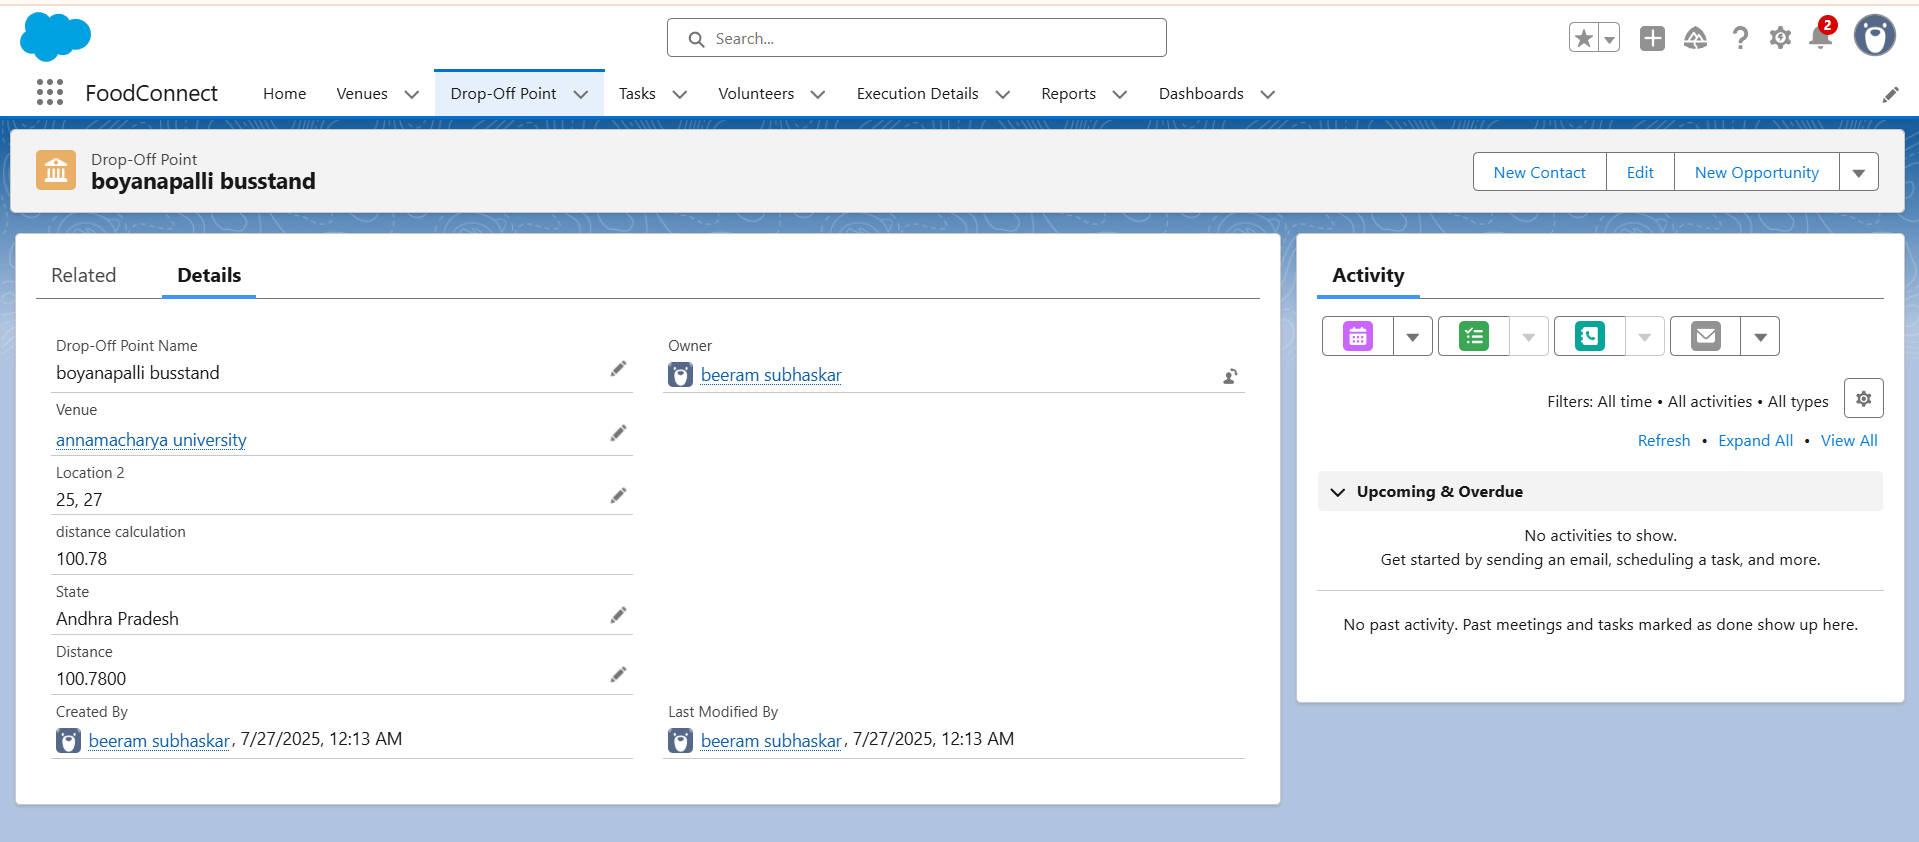 Search...
2
FoodConnect Home Venues Drop-Off Point Tasks Volunteers Execution Details Reports Dashboards
Drop-Off Point
boyanapalli busstand
New Contact Edit New Opportunity
Related Details
Drop-Off Point Name
boyanapalli busstand
Owner
beeram subhaskar
Venue
annamacharya university
Location 2
25, 27
distance calculation
100.78
State
Andhra Pradesh
Distance
100.7800
Created By
beeram subhaskar, 7/27/2025, 12:13 AM
Last Modified By
beeram subhaskar, 7/27/2025, 12:13 AM
Activity
Filters: All time • All activities • All types
Refresh • Expand All • View All
Upcoming & Overdue
No activities to show.
Get started by sending an email, scheduling a task, and more.
No past activity. Past meetings and tasks marked as done show up here.